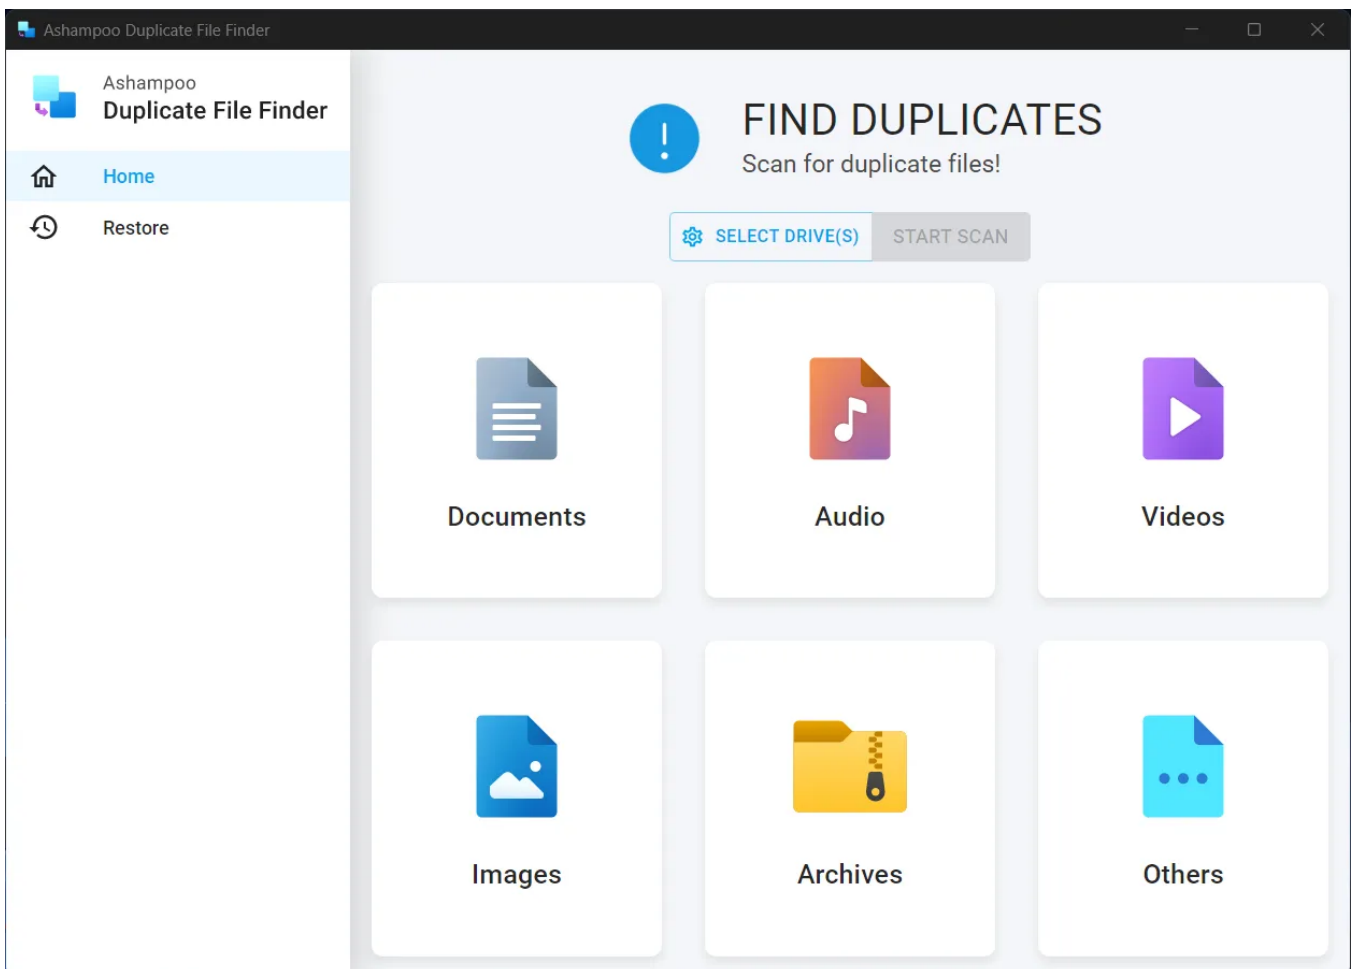 Ashampoo Duplicate File Finder
Ashampoo
Duplicate File Finder
Home
Restore
FIND DUPLICATES
Scan for duplicate files!
SELECT DRIVE(S)
START SCAN
Documents
Audio
Videos
Images
Archives
Others